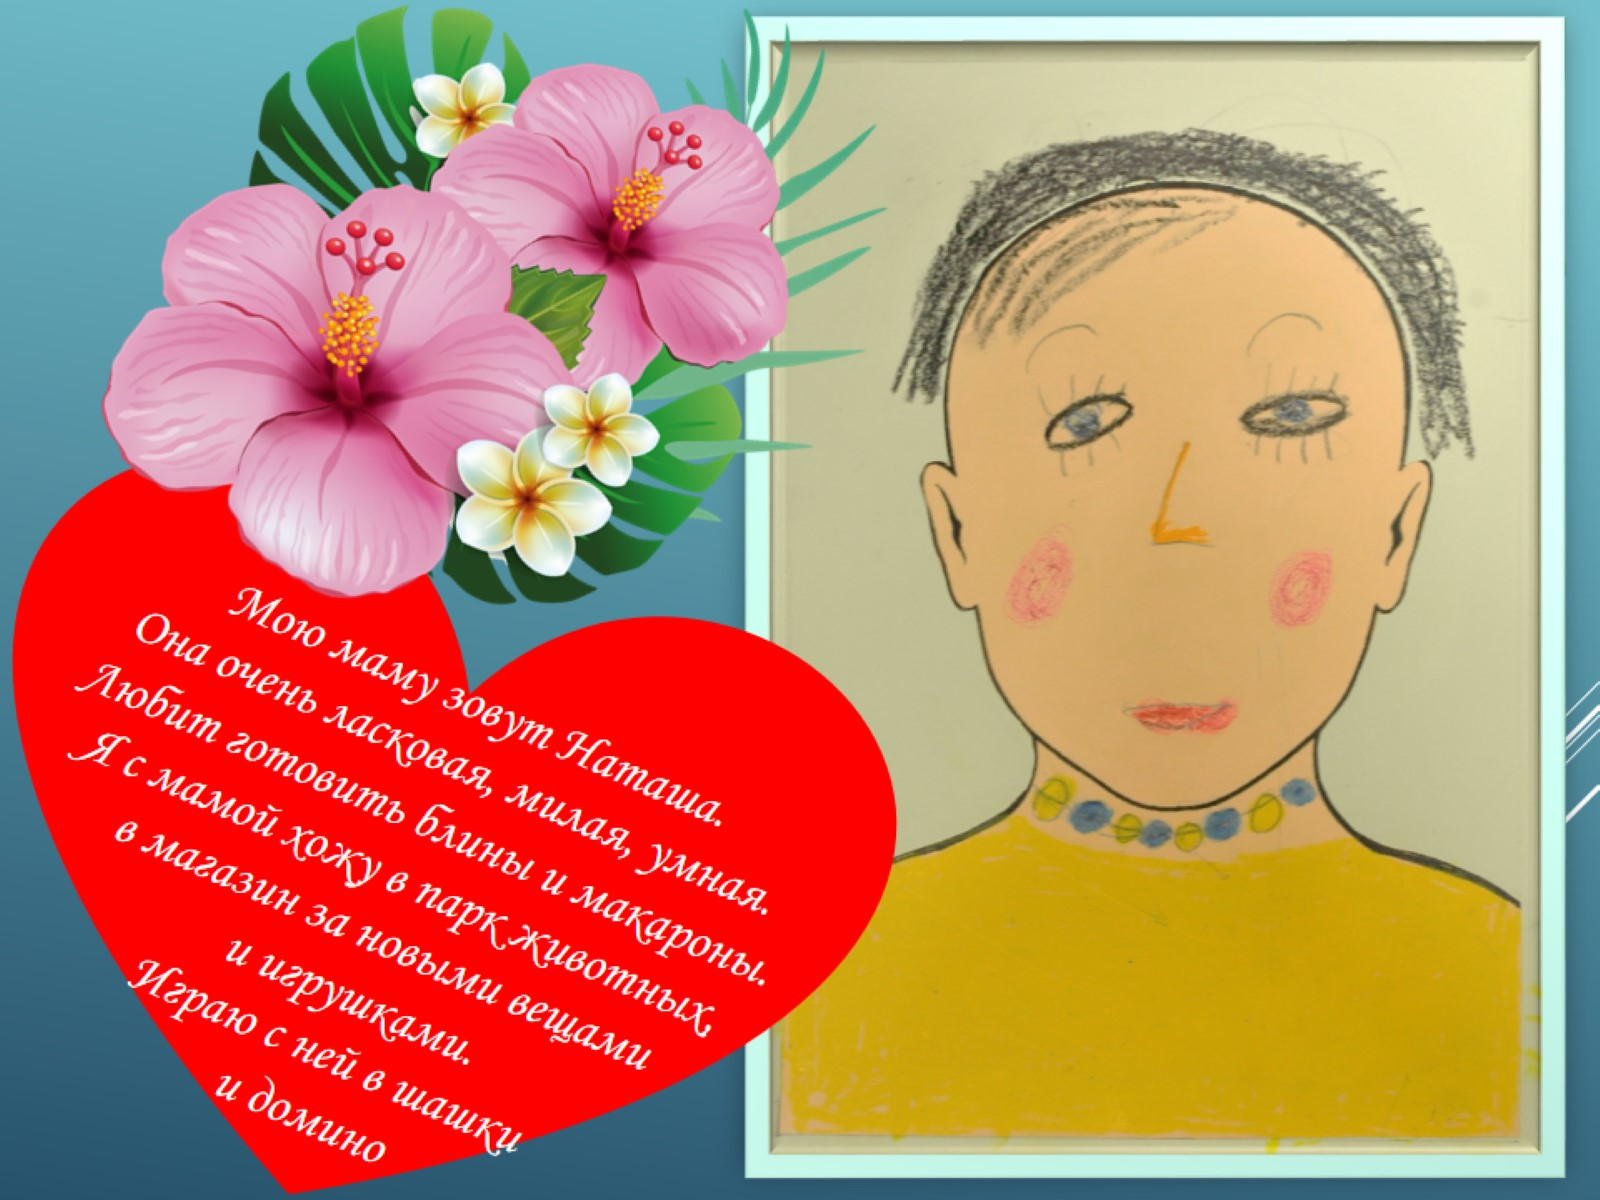 Мою маму зовут Наташа.
Она очень ласковая, милая, умная.
Любит готовить блины и макароны.
Я с мамой хожу в парк животных,
в магазин за новыми вещами
и игрушками.
Играю с ней в шашки
и домино